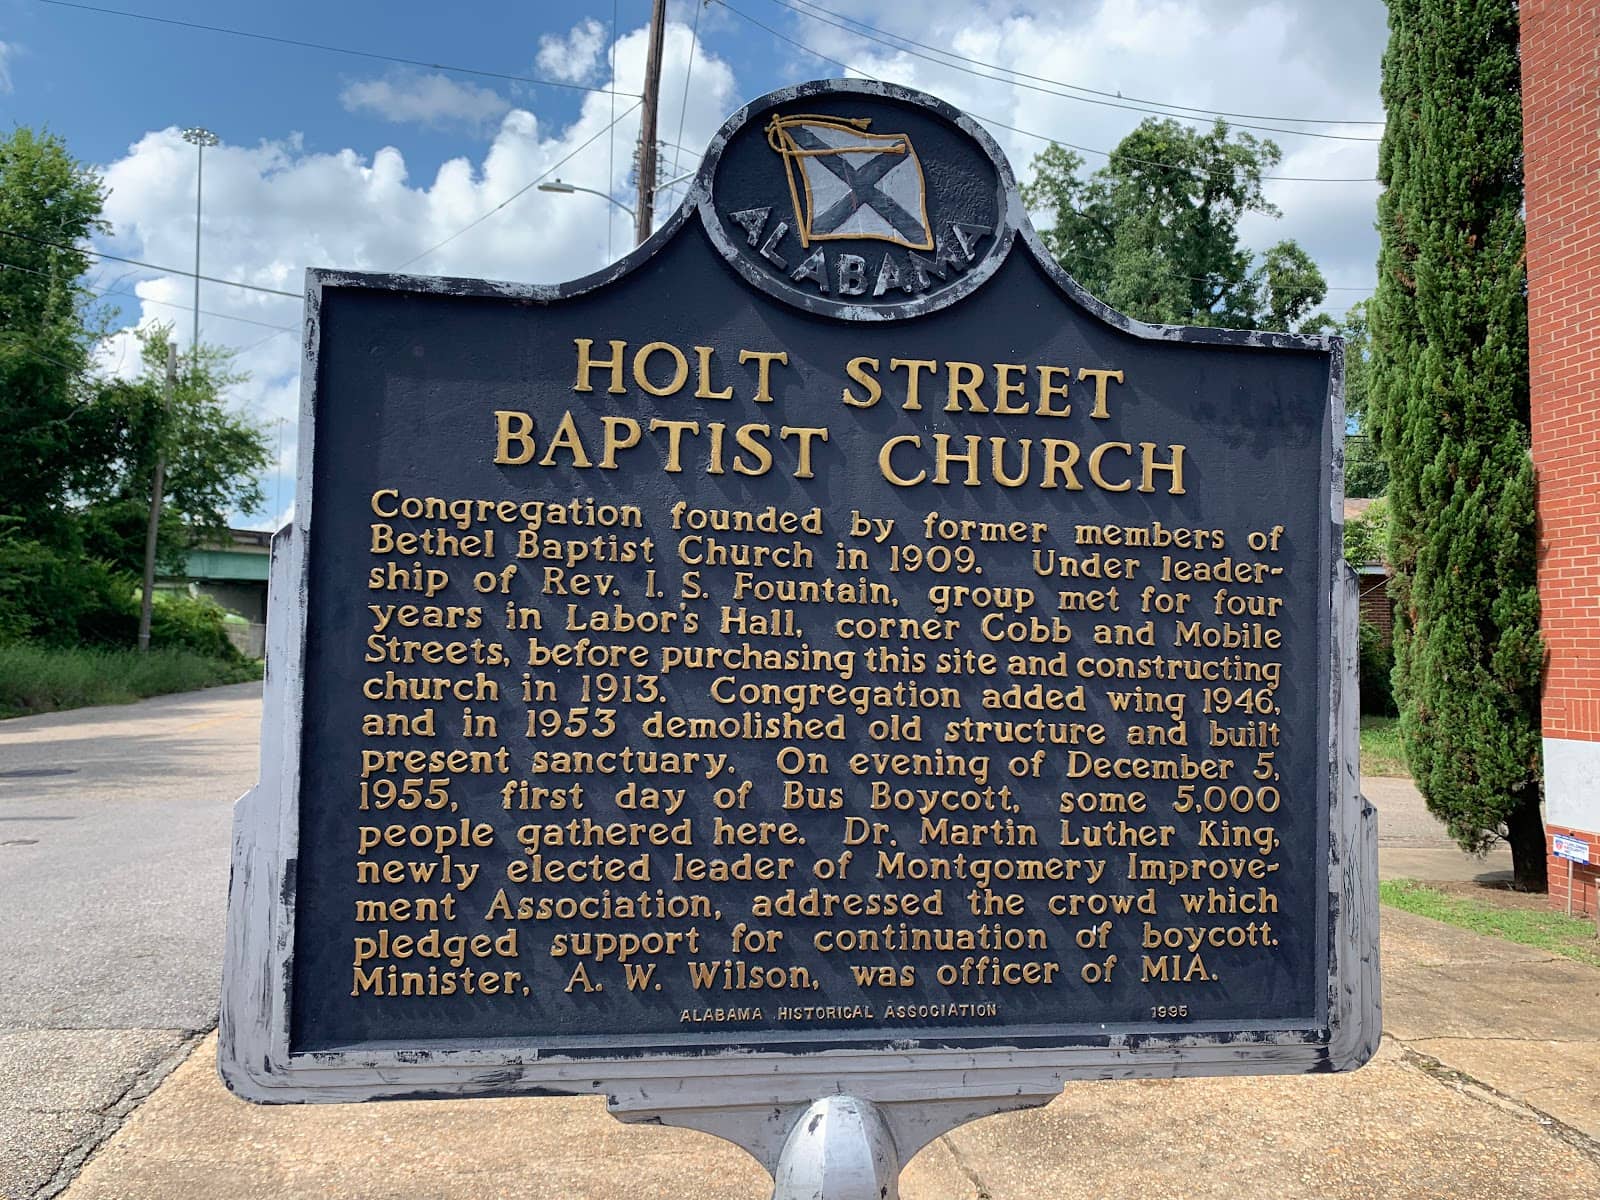 ALABAMA
HOLT STREET
BAPTIST CHURCH
Congregation founded by former members of
Bethel Baptist Church in 1909. Under leader-
ship of Rev. I. S. Fountain, group met for four
years in Labor's Hall, corner Cobb and Mobile
Streets, before purchasing this site and constructing
church in 1913. Congregation added wing 1946,
and in 1953 demolished old structure and built
present sanctuary. On evening of December 5,
1955, first day of Bus Boycott, some 5,000
people gathered here. Dr. Martin Luther King,
newly elected leader of Montgomery Improve-
ment Association, addressed the crowd which
pledged support for continuation of boycott.
Minister, A. W. Wilson, was officer of MIA.
ALABAMA HISTORICAL ASSOCIATION 1995